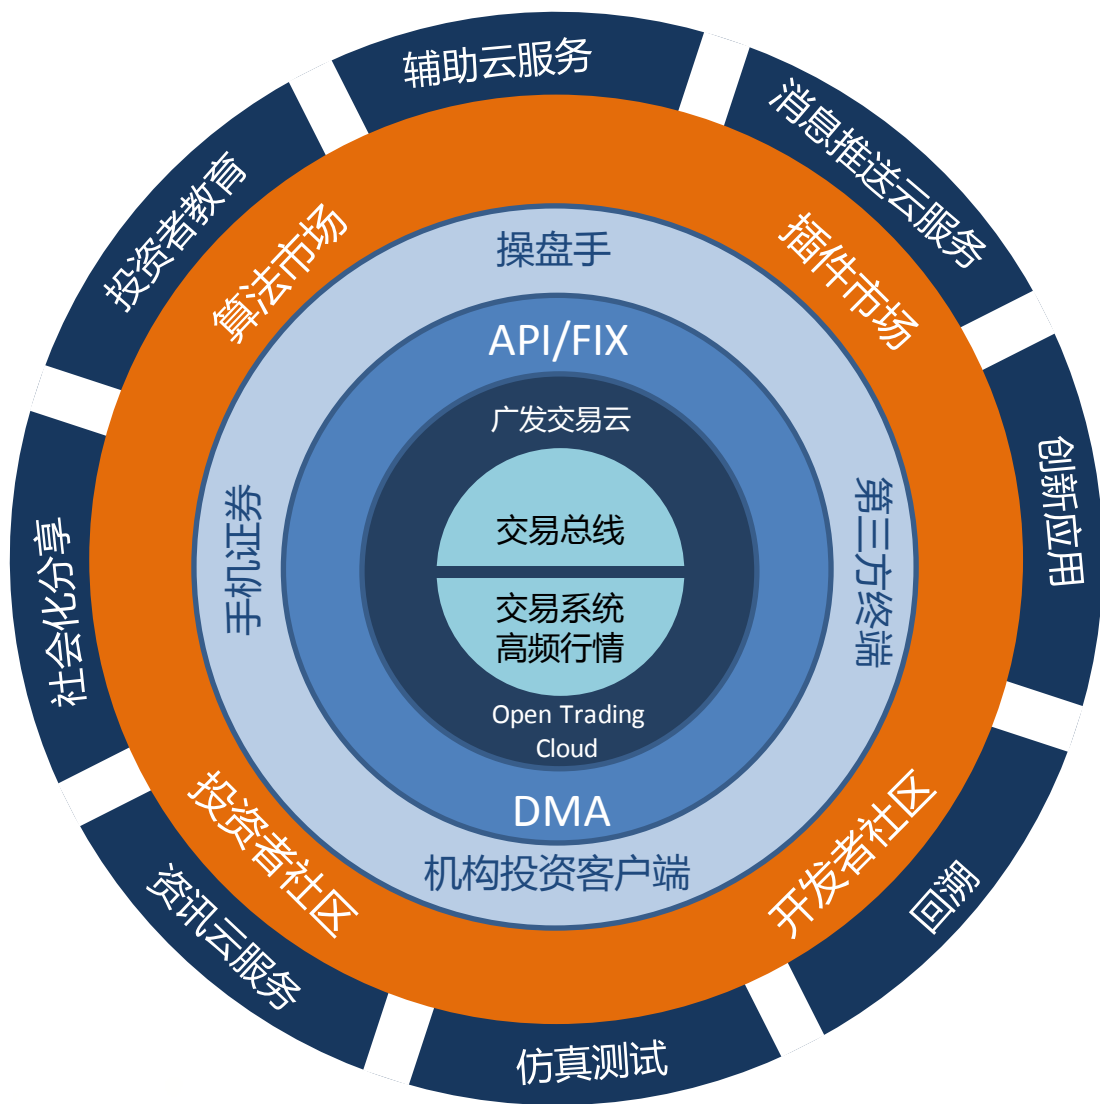 辅助云服务
消息推送云服务
投资者教育
算法市场
插件市场
操盘手
API/FIX
广发交易云
创新应用
手机证券
第三方终端
交易总线
社会化分享
交易系统
高频行情
Open Trading
Cloud
DMA
投资者社区
开发者社区
机构投资客户端
资讯云服务
回溯
仿真测试